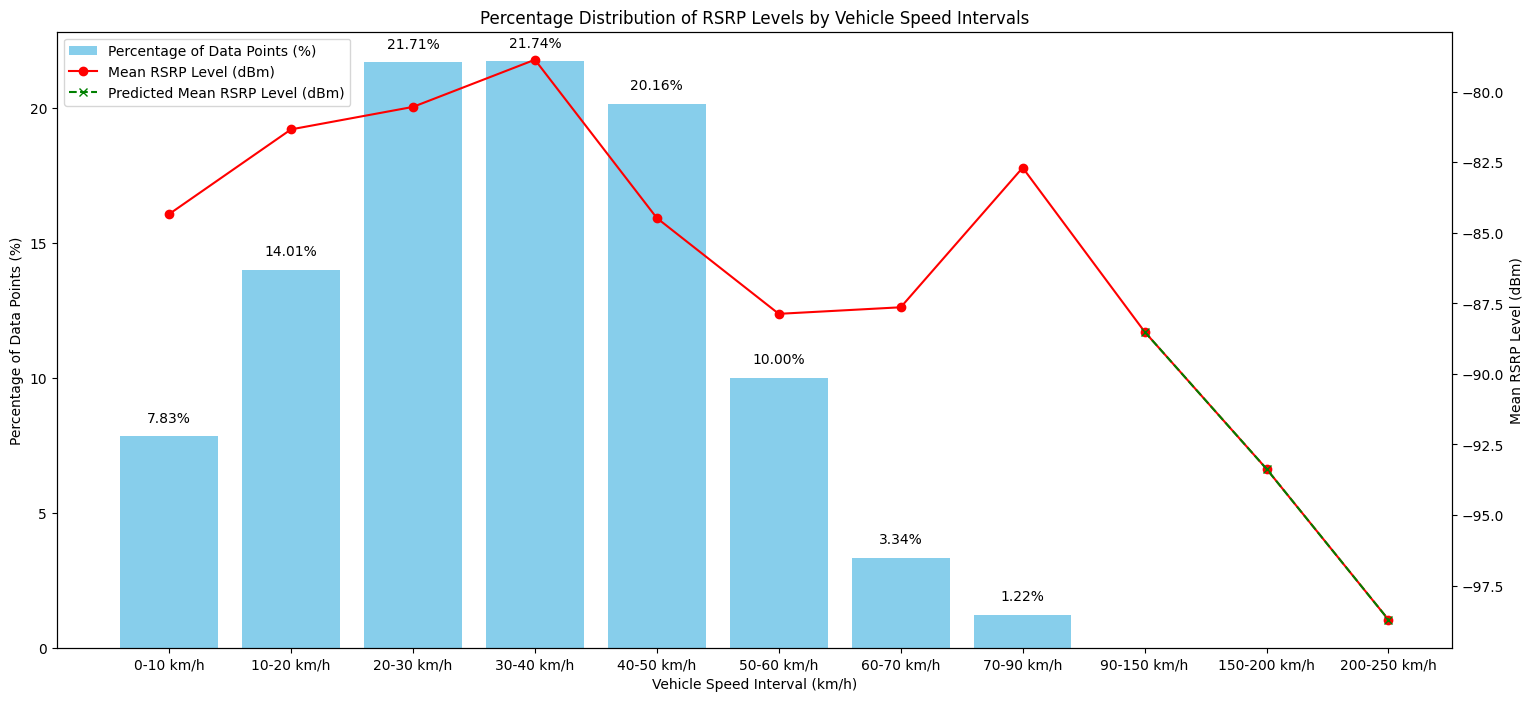 Percentage Distribution of RSRP Levels by Vehicle Speed Intervals
Percentage of Data Points (%)
Mean RSRP Level (dBm)
Predicted Mean RSRP Level (dBm)
Percentage of Data Points (%)
20
15
10
5
0
7.83%
14.01%
21.71%
21.74%
20.16%
10.00%
3.34%
1.22%
−80.0
−82.5
−85.0
−87.5
−90.0
−92.5
−95.0
−97.5
Mean RSRP Level (dBm)
0-10 km/h 10-20 km/h 20-30 km/h 30-40 km/h 40-50 km/h 50-60 km/h 60-70 km/h 70-90 km/h 90-150 km/h 150-200 km/h 200-250 km/h
Vehicle Speed Interval (km/h)